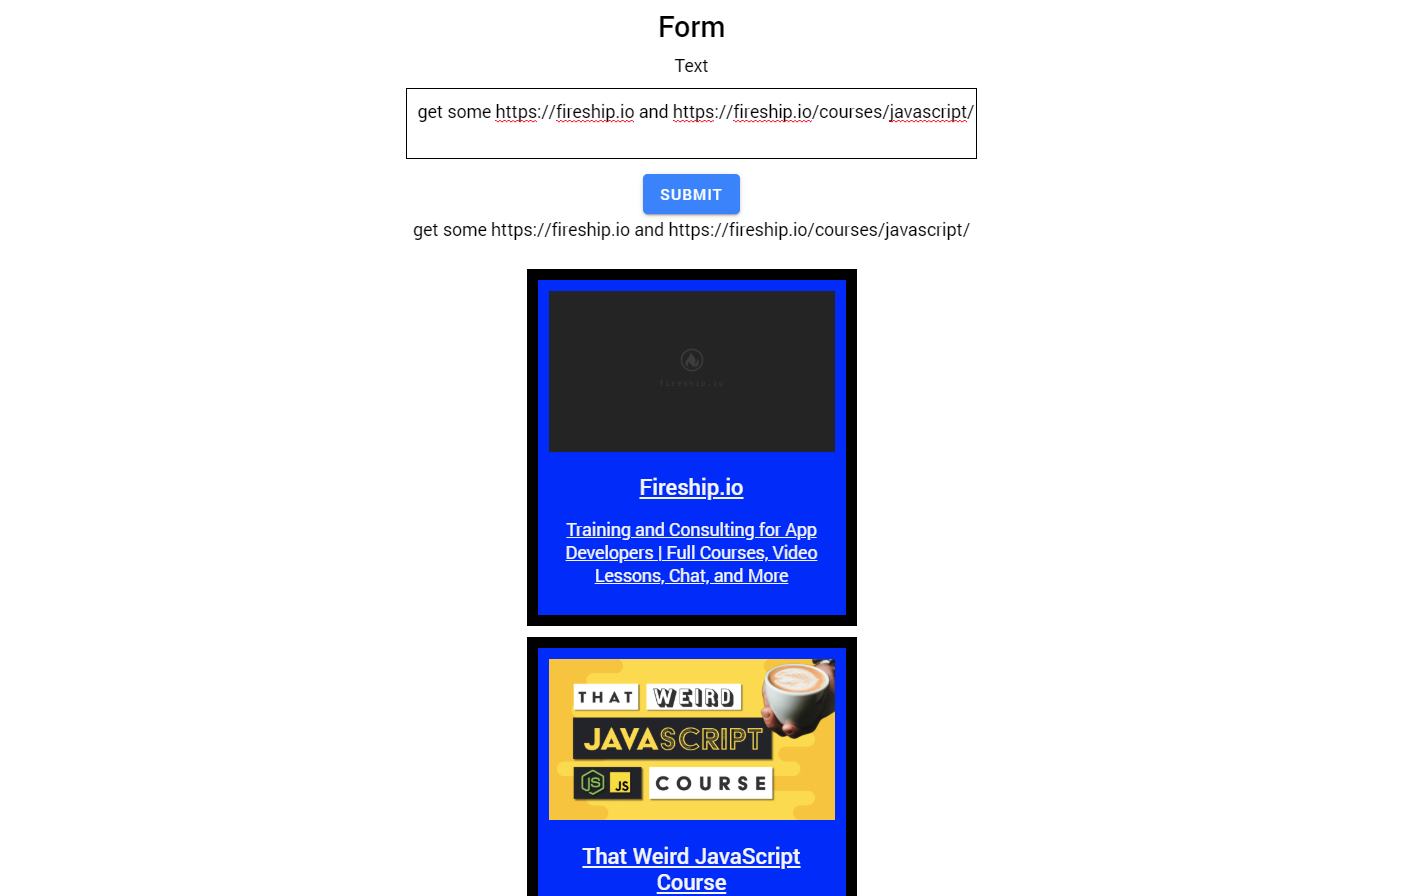 Form
Text
get some https://fireship.io and https://fireship.io/courses/javascript/
SUBMIT
get some https://fireship.io and https://fireship.io/courses/javascript/
fireship.io
Fireship.io
Training and Consulting for App
Developers | Full Courses, Video
Lessons, Chat, and More
THAT WEIRD
JAVASCRIPT
JS JS COURSE
That Weird JavaScript
Course